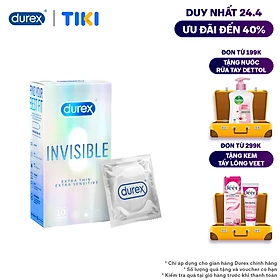 durex
TIKI
DUY NHẤT 24.4
ƯU ĐÃI ĐẾN 40%
ĐƠN TỪ 199K
TẶNG NƯỚC
RỬA TAY DETTOL
durex
INVISIBLE
EXTRA THIN
EXTRA SENSITIVE
10
durex
Dettol
ĐƠN TỪ 299K
TẶNG KEM
TẨY LÔNG VEET
Veet
Veet
* Chỉ áp dụng cho gian hàng Durex chính hãng
* Số lượng quà tặng và voucher có hạn
* Kiểm tra quà tại giỏ hàng trước khi thanh toán